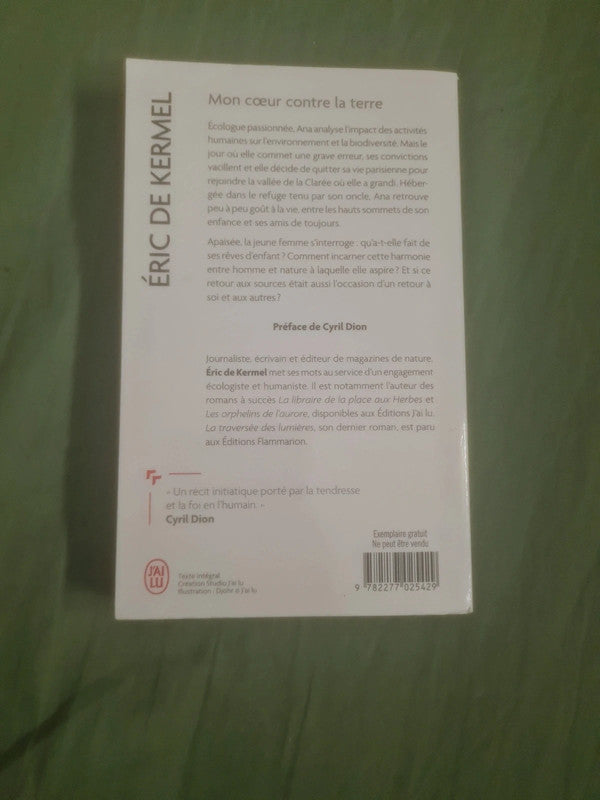 ÉRIC DE KERMEL
Mon cœur contre la terre
Écologue passionnée, Ana analyse l'impact des activités
humaines sur l'environnement et la biodiversité. Mais le
jour où elle commet une grave erreur, ses convictions
vacillent et elle décide de quitter sa vie parisienne pour
rejoindre la vallée de la Clarée où elle a grandi. Héber-
gée dans le refuge tenu par son oncle, Ana retrouve
peu à peu goût à la vie, entre les hauts sommets de son
enfance et ses amis de toujours.
Apaisée, la jeune femme s'interroge : qu'a-t-elle fait de
ses rêves d'enfant ? Comment incarner cette harmonie
entre homme et nature à laquelle elle aspire ? Et si ce
retour aux sources était aussi l'occasion d'un retour à
soi et aux autres ?
Préface de Cyril Dion
Journaliste, écrivain et éditeur de magazines de nature,
Éric de Kermel met ses mots au service d'un engagement
écologiste et humaniste. Il est notamment l'auteur des
romans à succès La libraire de la place aux Herbes et
Les orphelins de l'aurore, disponibles aux Éditions J'ai lu.
La traversée des lumières, son dernier roman, est paru
aux Éditions Flammarion.
« Un récit initiatique porté par la tendresse
et la foi en l'humain. »
Cyril Dion
Exemplaire gratuit
Ne peut être vendu
J'AI
LU
Texte intégral
Création Studio J'ai lu
Illustration : Djohr © J'ai lu
9 782277 025429